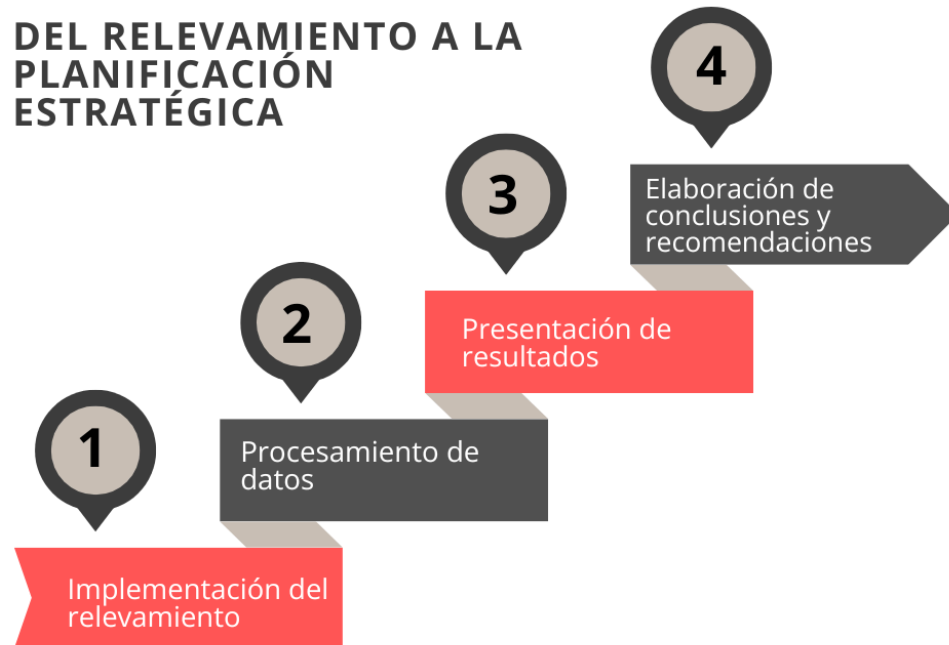 DEL RELEVAMIENTO A LA
PLANIFICACIÓN
ESTRATÉGICA
1
Implementación del
relevamiento
2
Procesamiento de
datos
3
Presentación de
resultados
4
Elaboración de
conclusiones y
recomendaciones